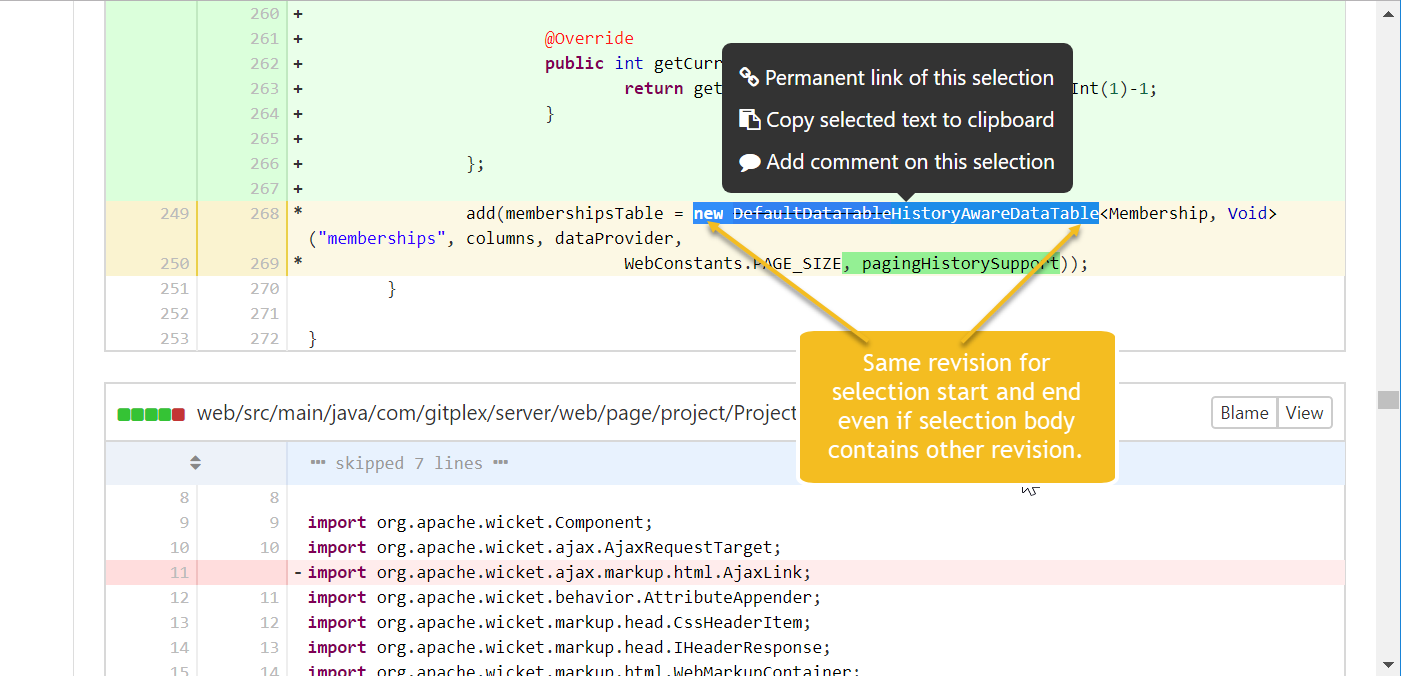 260 +
261 + @Override
262 + public int getCurr
263 + return get Int(1)-1;
264 + }
265 +
266 + };
267 +
Permanent link of this selection
Copy selected text to clipboard
Add comment on this selection
249 268 * add(membershipsTable = new DefaultDataTableHistoryAwareDataTable<Membership, Void>
("memberships", columns, dataProvider,
250 269 * WebConstants.PAGE_SIZE, pagingHistorySupport));
251 270 }
252 271
253 272 }
Same revision for
selection start and end
even if selection body
contains other revision.
web/src/main/java/com/gitplex/server/web/page/project/Project
Blame View
··· skipped 7 lines ···
8 8
9 9 import org.apache.wicket.Component;
10 10 import org.apache.wicket.ajax.AjaxRequestTarget;
11 - import org.apache.wicket.ajax.markup.html.AjaxLink;
12 11 import org.apache.wicket.behavior.AttributeAppender;
13 12 import org.apache.wicket.markup.head.CssHeaderItem;
14 13 import org.apache.wicket.markup.head.IHeaderResponse;
15 14 import org.apache.wicket.markup.html.WebMarkupContainer;